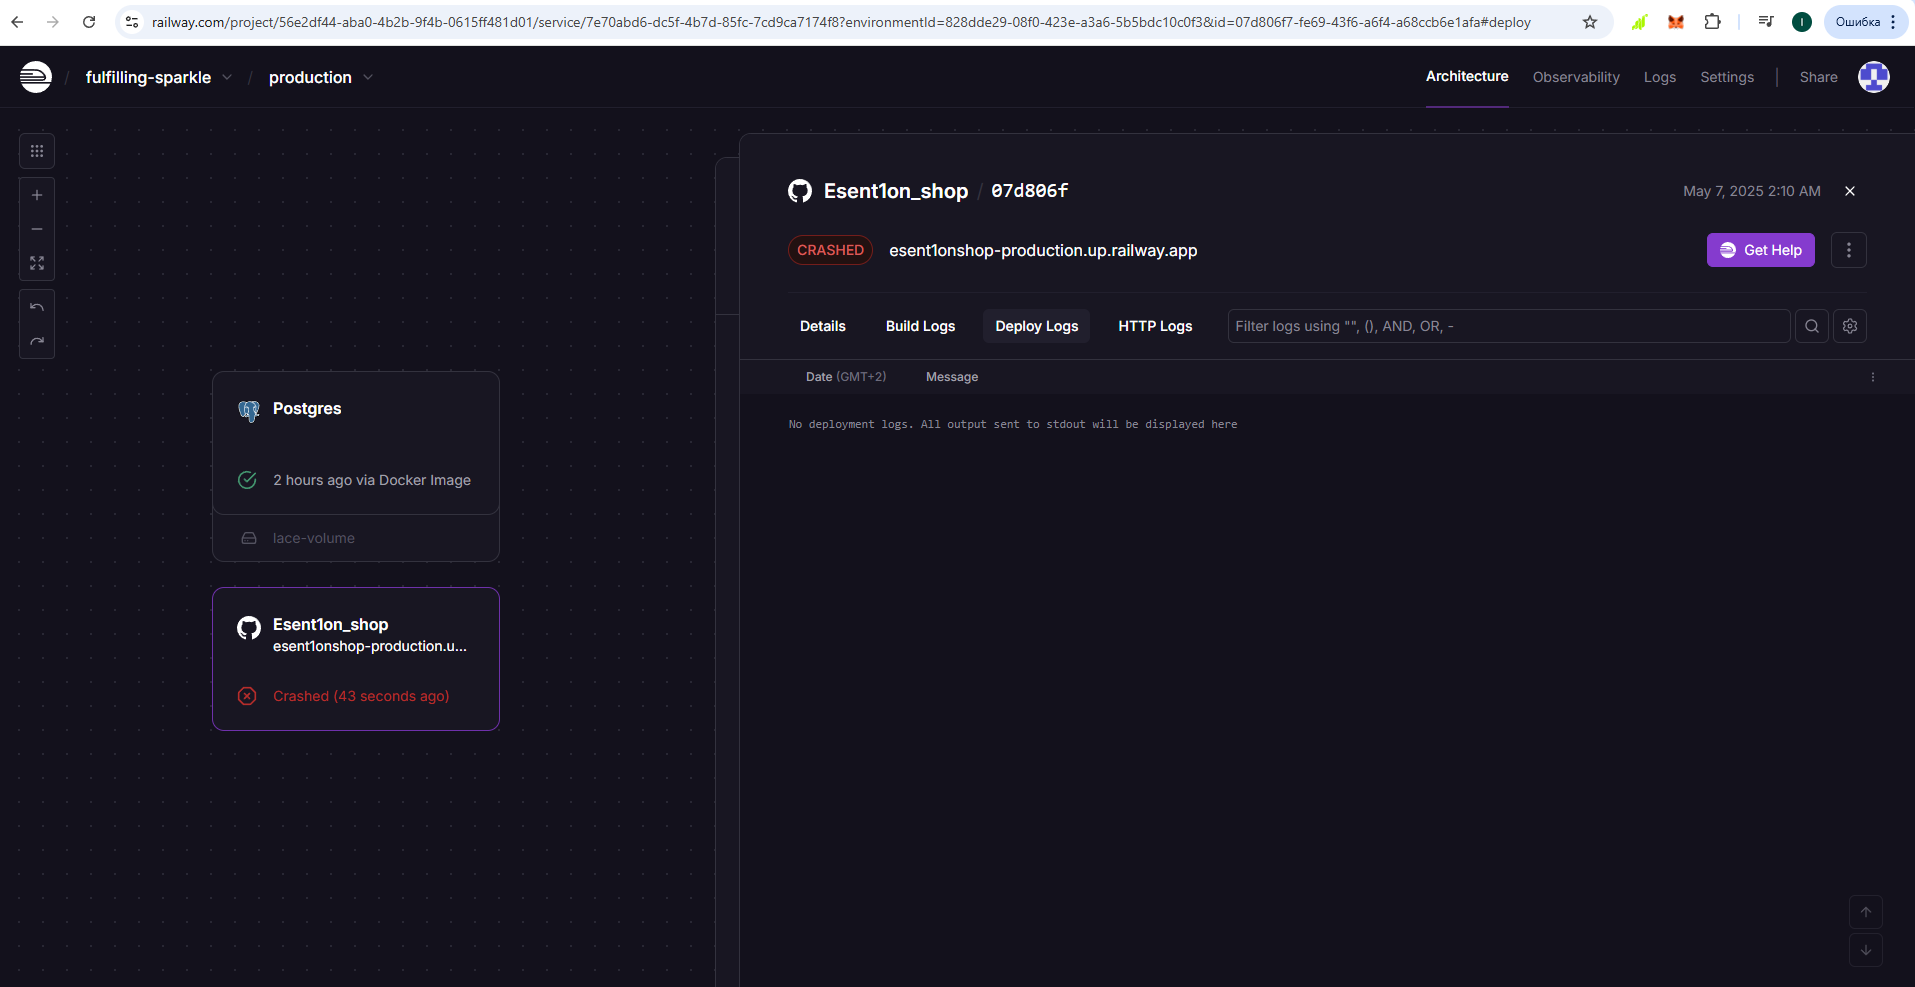 railway.com/project/56e2df44-aba0-4b2b-9f4b-0615ff481d01/service/7e70abd6-dc5f-4b7d-85fc-7cd9ca7174f8?environmentId=828dde29-08f0-423e-a3a6-5b5bdc10c0f3&id=07d806f7-fe69-43f6-a6f4-a68ccb6e1afa#deploy
I
Ошибка
/ fulfilling-sparkle / production
Architecture Observability Logs Settings Share
Esent1on_shop / 07d806f
May 7, 2025 2:10 AM
CRASHED esent1onshop-production.up.railway.app
Get Help
Details Build Logs Deploy Logs HTTP Logs Filter logs using "", (), AND, OR, -
Date (GMT+2) Message
No deployment logs. All output sent to stdout will be displayed here
Postgres
2 hours ago via Docker Image
lace-volume
Esent1on_shop
esent1onshop-production.u...
Crashed (43 seconds ago)